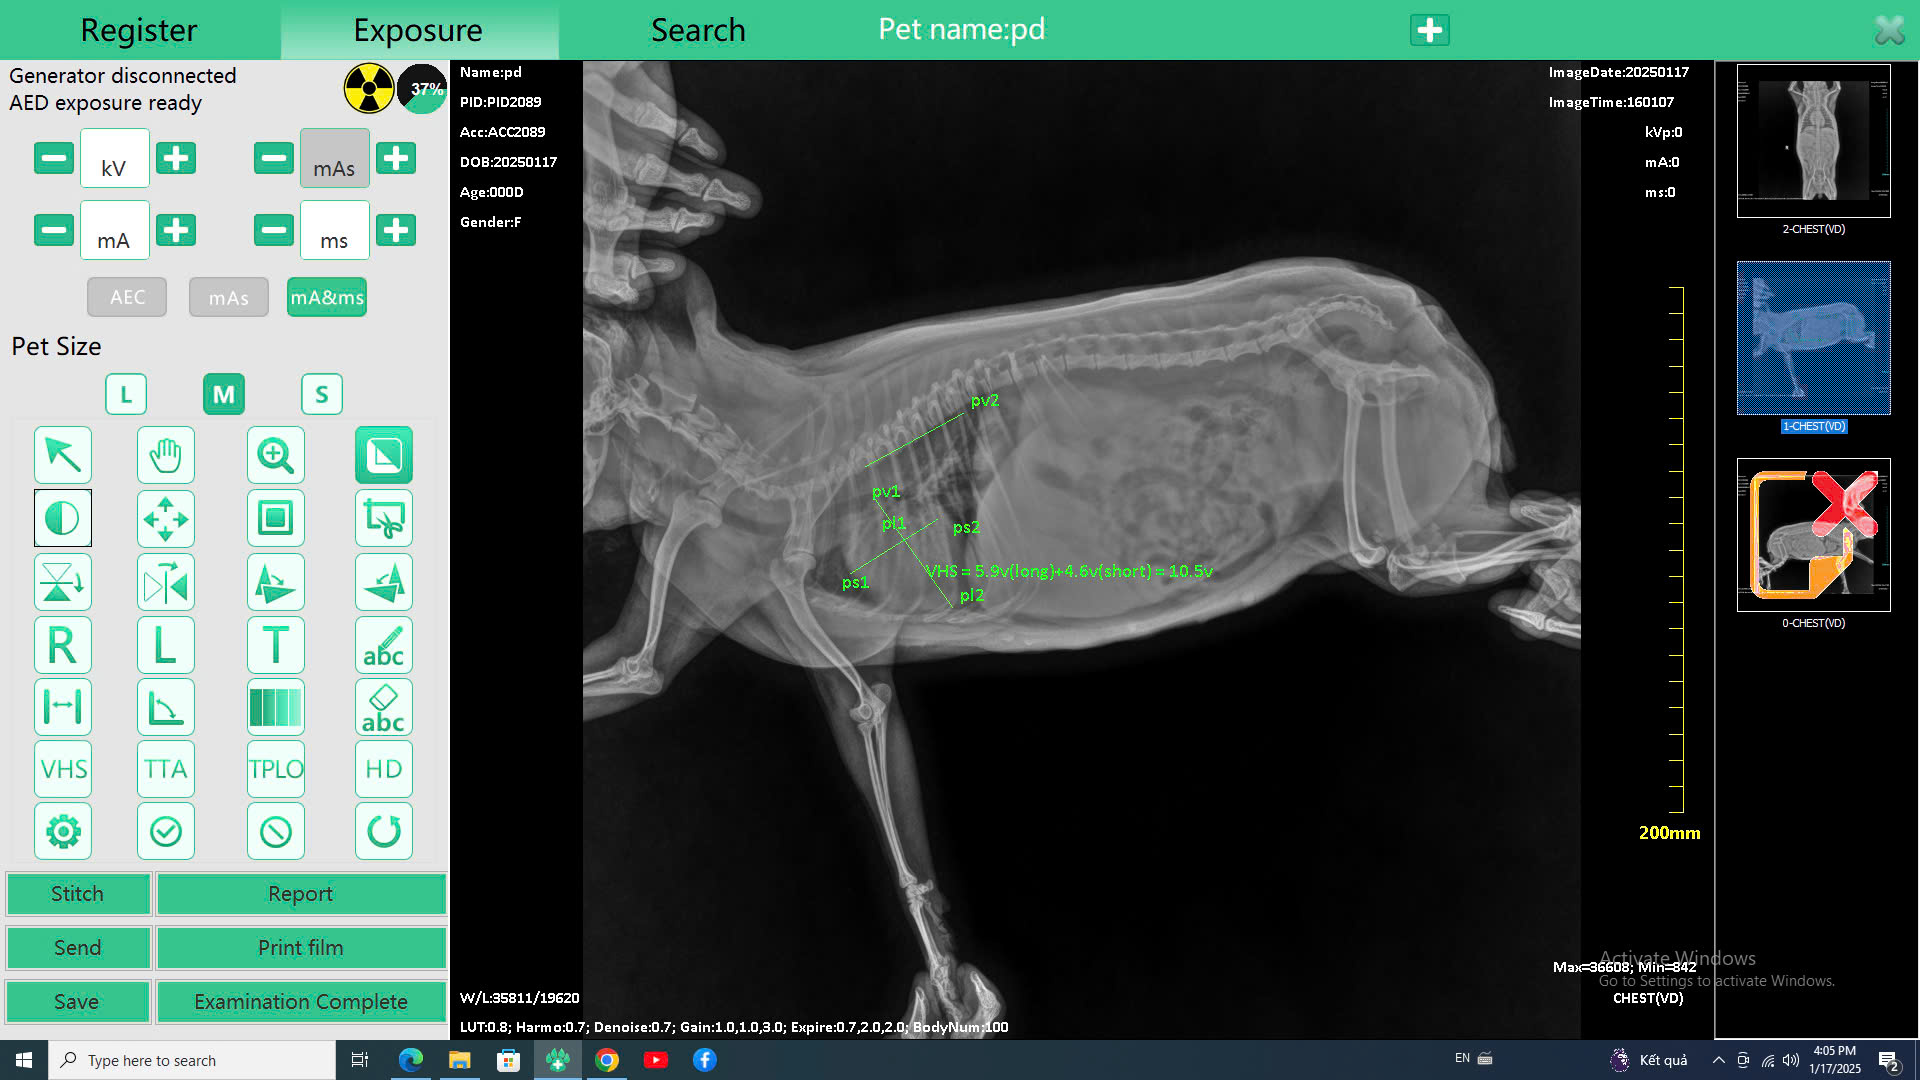 Register
Exposure
Search
Pet name:pd
Generator disconnected
AED exposure ready
37%
kV
mAs
mA
ms
AEC
mAs
mA&ms
Pet Size
L
M
S
R
L
T
abc
abc
VHS
TTA
TPLO
HD
Stitch
Report
Send
Print film
Save
Examination Complete
Name:pd
PID:PID2089
Acc:ACC2089
DOB:20250117
Age:000D
Gender:F
ImageDate:20250117
ImageTime:160107
kVp:0
mA:0
ms:0
pv2
pv1
pl1
ps2
ps1
VHS = 5.9v(long)+4.6v(short) = 10.5v
pl2
200mm
Max=36608; Min=842
CHEST(VD)
W/L:35811/19620
LUT:0.8; Harmo:0.7; Denoise:0.7; Gain:1.0,1.0,3.0; Expire:0.7,2.0,2.0; BodyNum:100
Activate Windows
Go to Settings to activate Windows.
2-CHEST(VD)
1-CHEST(VD)
0-CHEST(VD)
Type here to search
EN
Kết quả
4:05 PM
1/17/2025
2